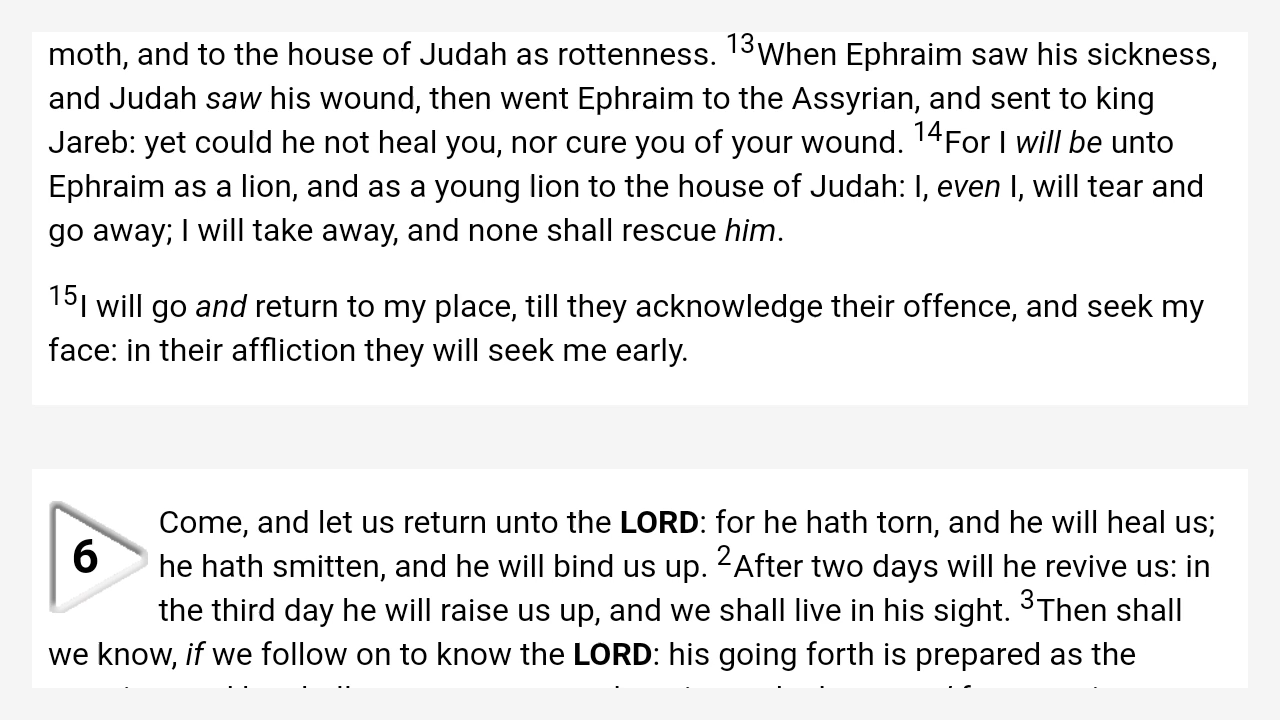 moth, and to the house of Judah as rottenness. 13When Ephraim saw his sickness,
and Judah saw his wound, then went Ephraim to the Assyrian, and sent to king
Jareb: yet could he not heal you, nor cure you of your wound. 14For I will be unto
Ephraim as a lion, and as a young lion to the house of Judah: I, even I, will tear and
go away; I will take away, and none shall rescue him.
15I will go and return to my place, till they acknowledge their offence, and seek my
face: in their affliction they will seek me early.
6
Come, and let us return unto the LORD: for he hath torn, and he will heal us;
he hath smitten, and he will bind us up. 2After two days will he revive us: in
the third day he will raise us up, and we shall live in his sight. 3Then shall
we know, if we follow on to know the LORD: his going forth is prepared as the